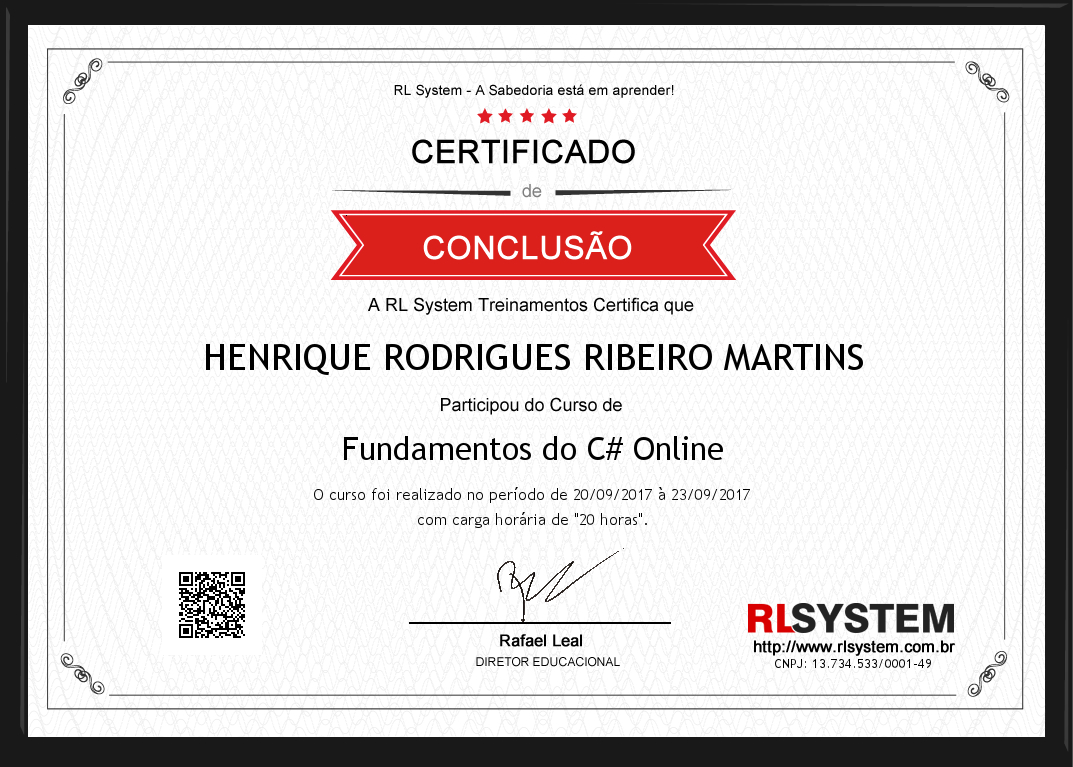 RL System - A Sabedoria está em aprender!
CERTIFICADO
de
CONCLUSÃO
A RL System Treinamentos Certifica que
HENRIQUE RODRIGUES RIBEIRO MARTINS
Participou do Curso de
Fundamentos do C# Online
O curso foi realizado no período de 20/09/2017 à 23/09/2017
com carga horária de "20 horas".
Rafael Leal
DIRETOR EDUCACIONAL
RLSYSTEM
http://www.rlsystem.com.br
CNPJ: 13.734.533/0001-49